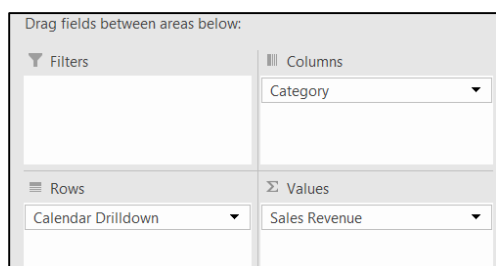 Drag fields between areas below:
Filters
Columns
Category
Rows
Values
Calendar Drilldown
Sales Revenue